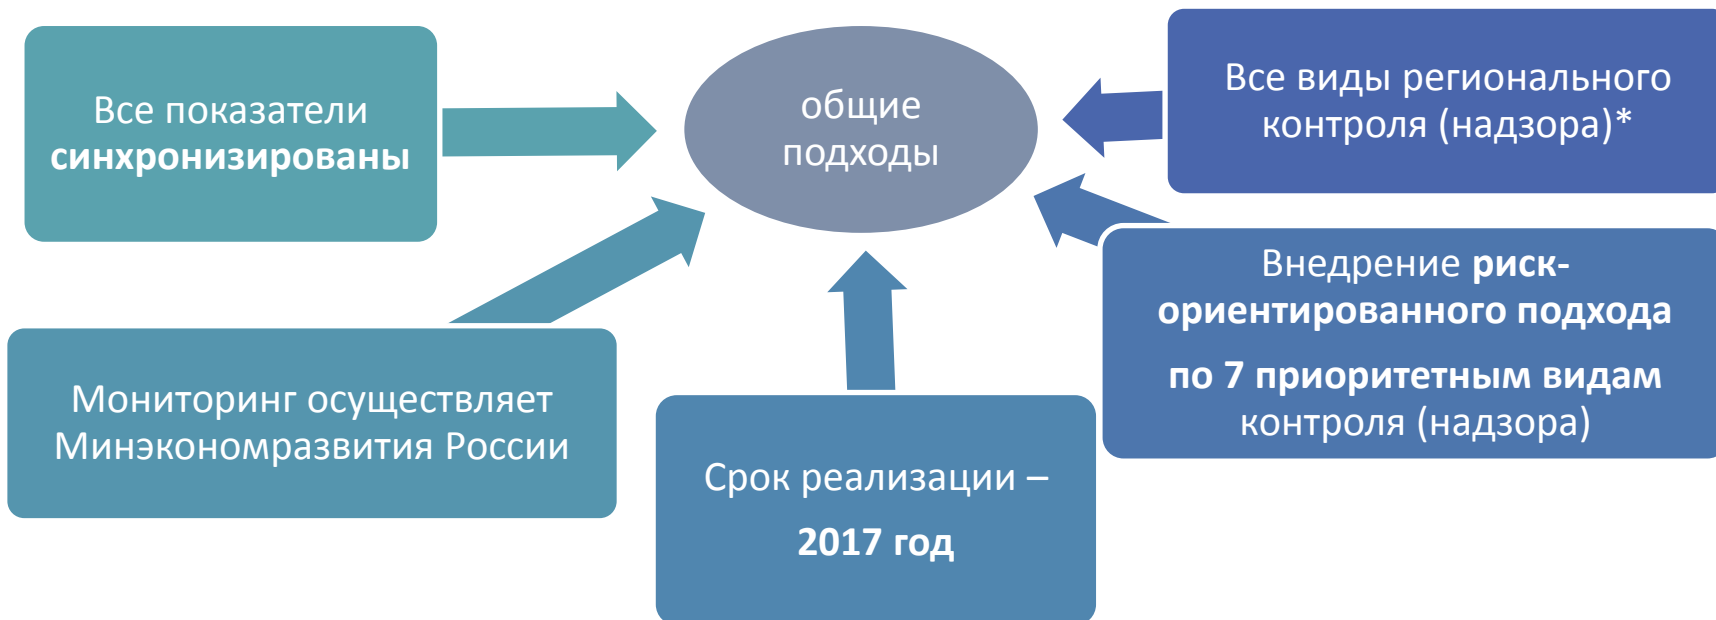 Все показатели
синхронизированы
общие
подходы
Все виды регионального
контроля (надзора)*
Мониторинг осуществляет
Минэкономразвития России
Срок реализации –
2017 год
Внедрение риск-
ориентированного подхода
по 7 приоритетным видам
контроля (надзора)